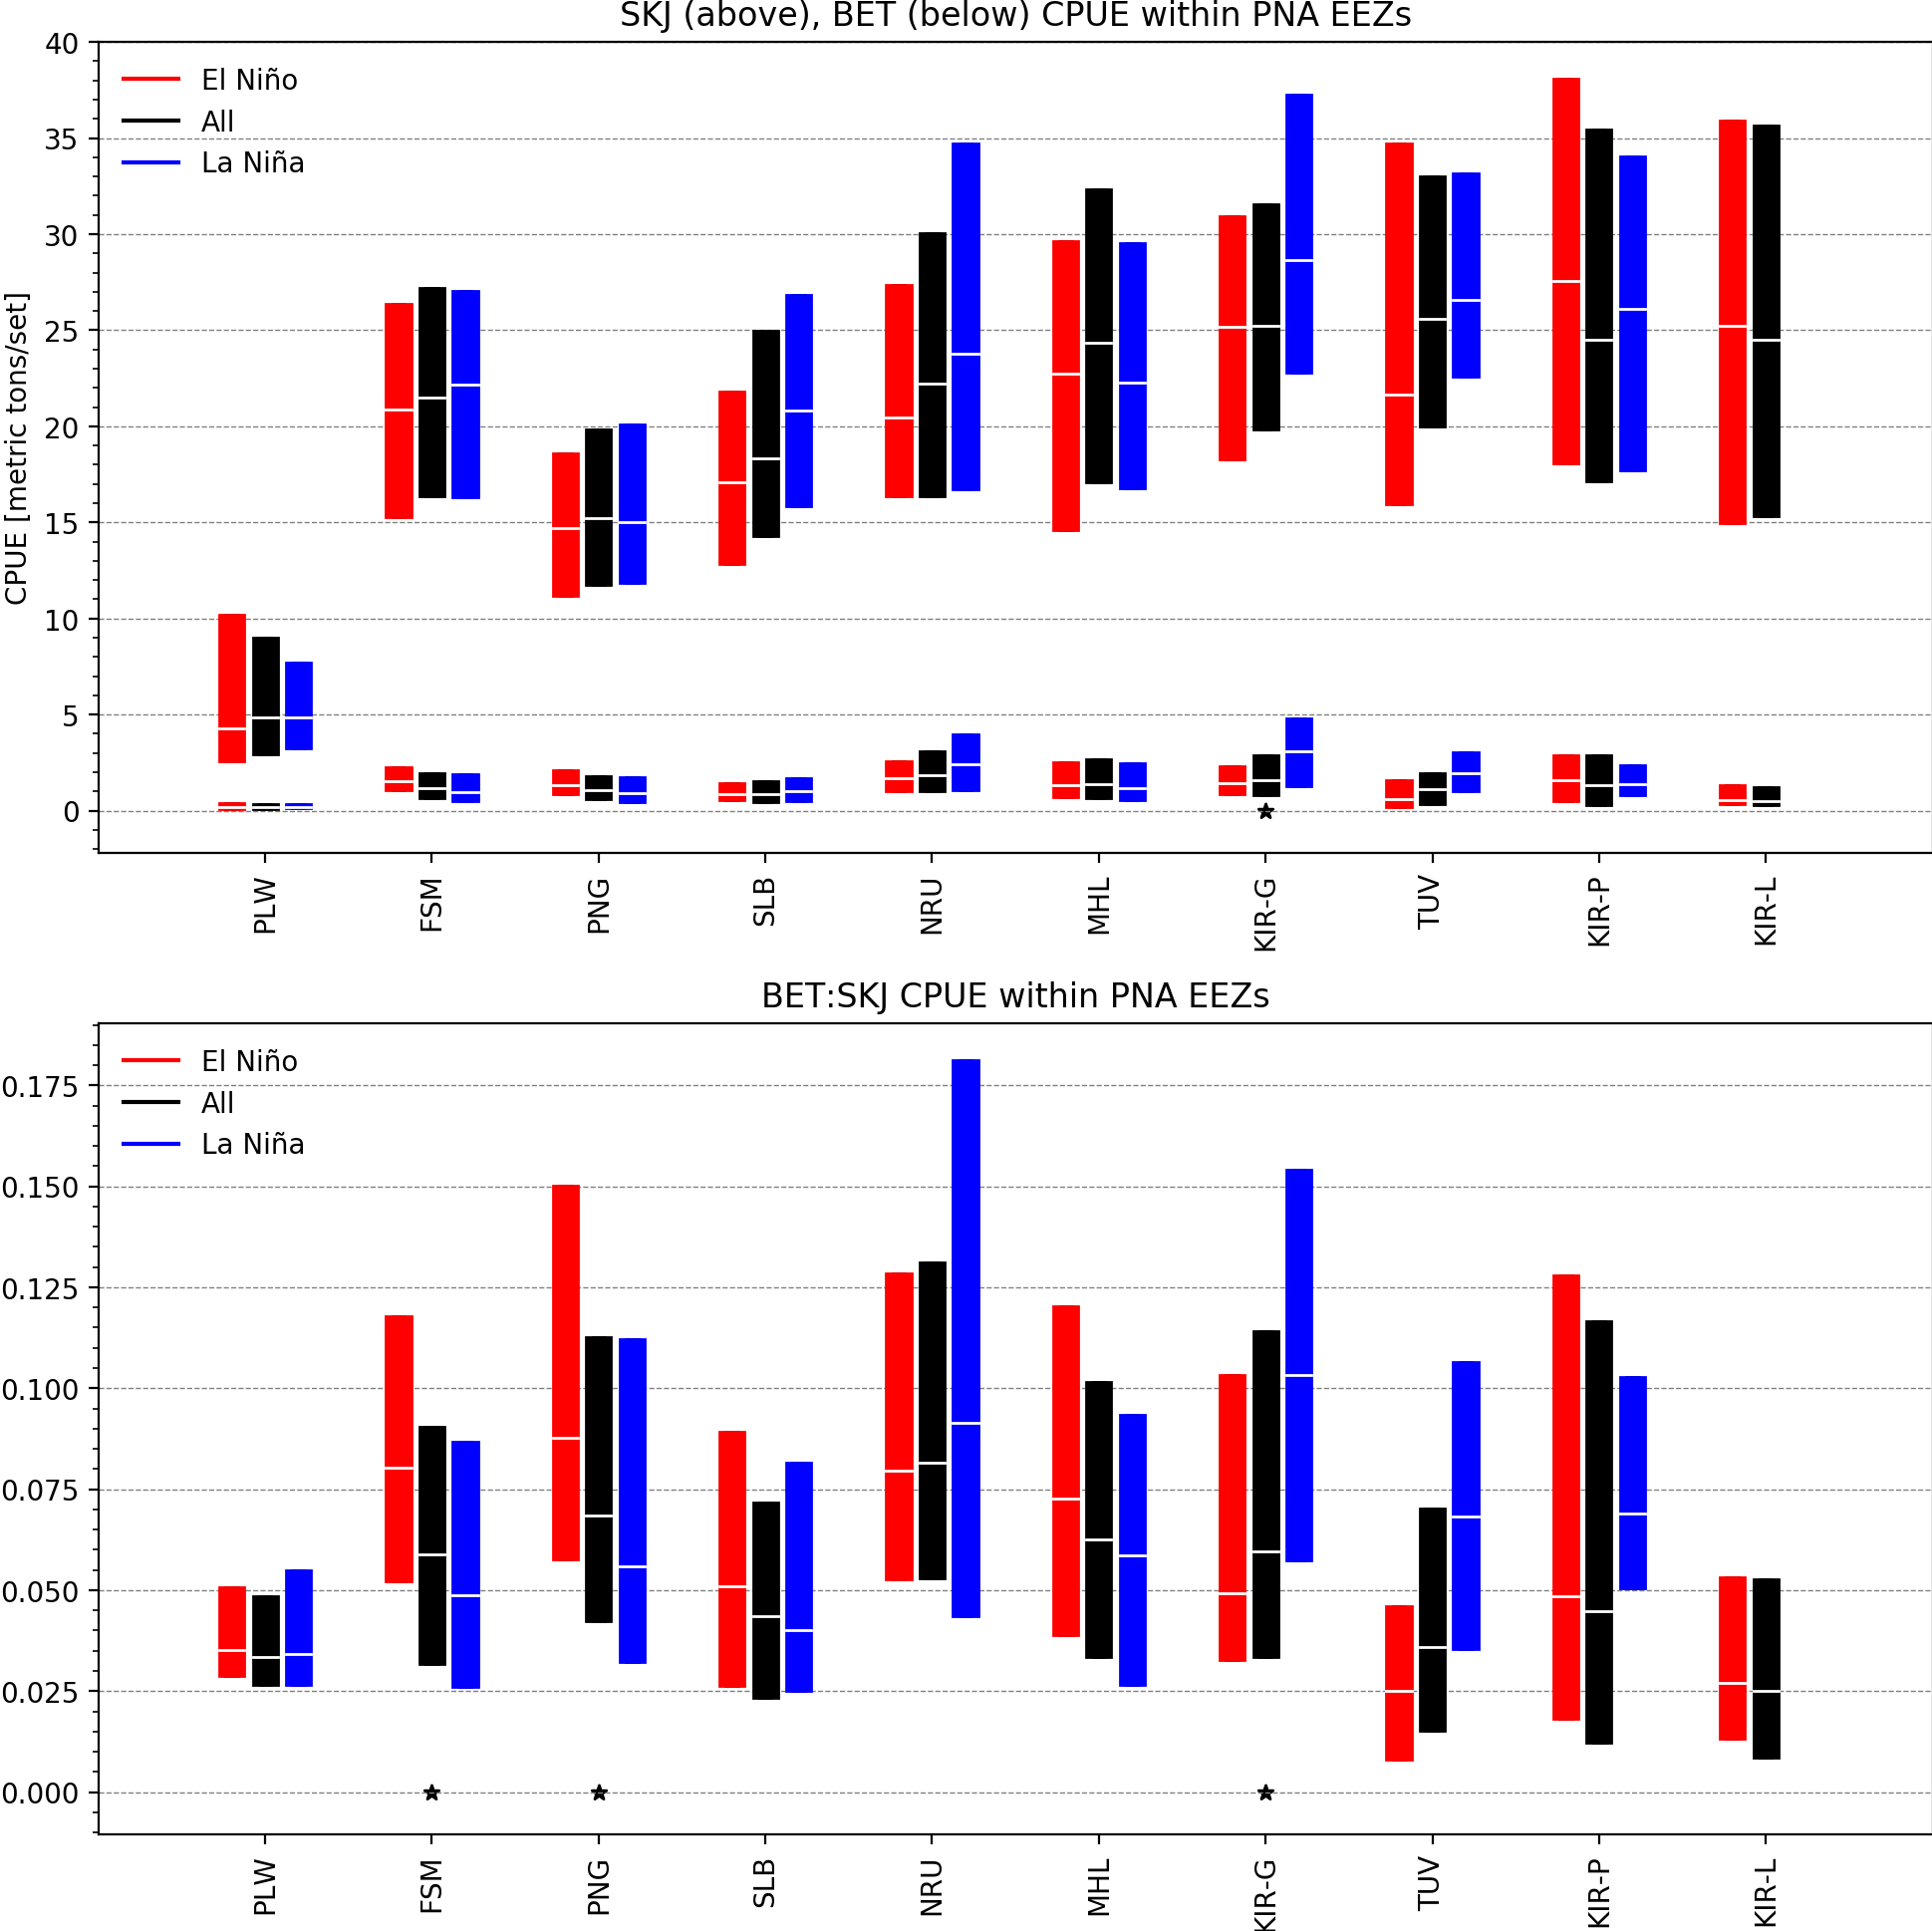 SKJ (above), BET (below) CPUE within PNA EEZs
40
35
30
25
20
15
10
5
0
CPUE [metric tons/set]
El Niño
All
La Niña
PLW
FSM
PNG
SLB
NRU
MHL
KIR-G
TUV
KIR-P
KIR-L
BET:SKJ CPUE within PNA EEZs
0.175
0.150
0.125
0.100
0.075
0.050
0.025
0.000
El Niño
All
La Niña
PLW
FSM
PNG
SLB
NRU
MHL
KIR-G
TUV
KIR-P
KIR-L